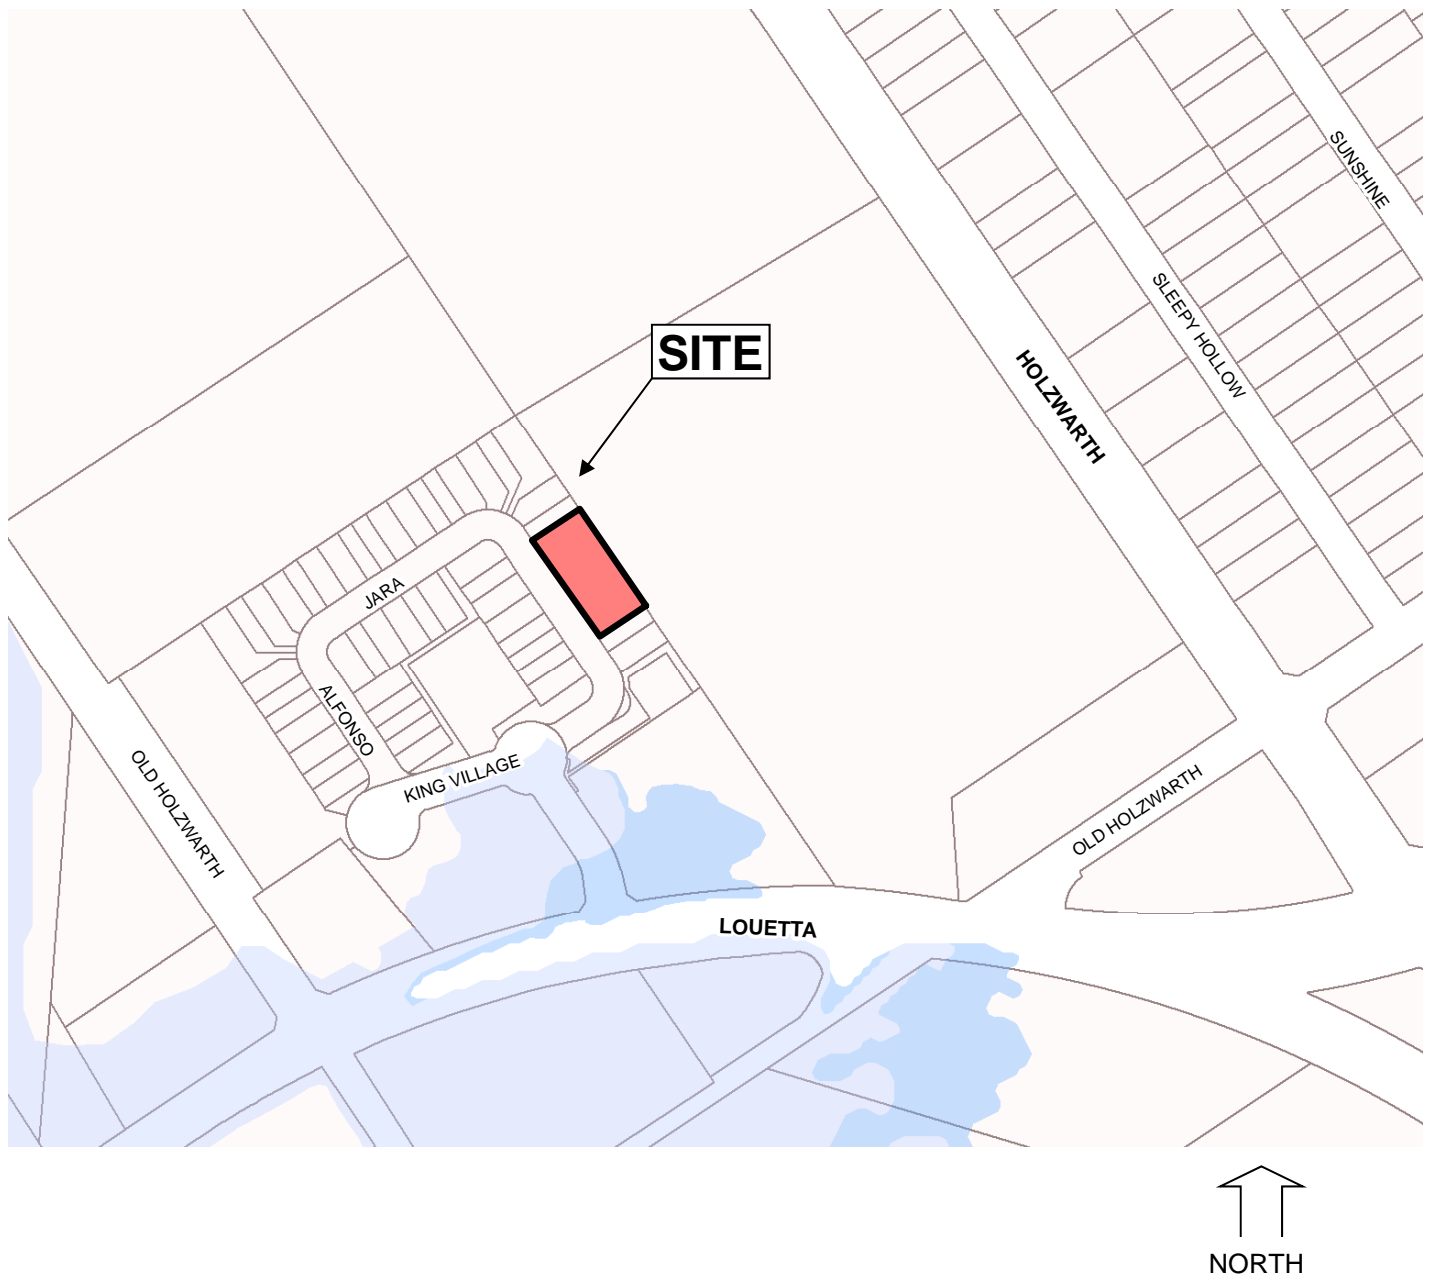 SUNSHINE
SLEEPY HOLLOW
SITE
HOLZWARTH
JARA
ALFONSO
OLD HOLZWARTH
KING VILLAGE
OLD HOLZWARTH
LOUETTA
NORTH